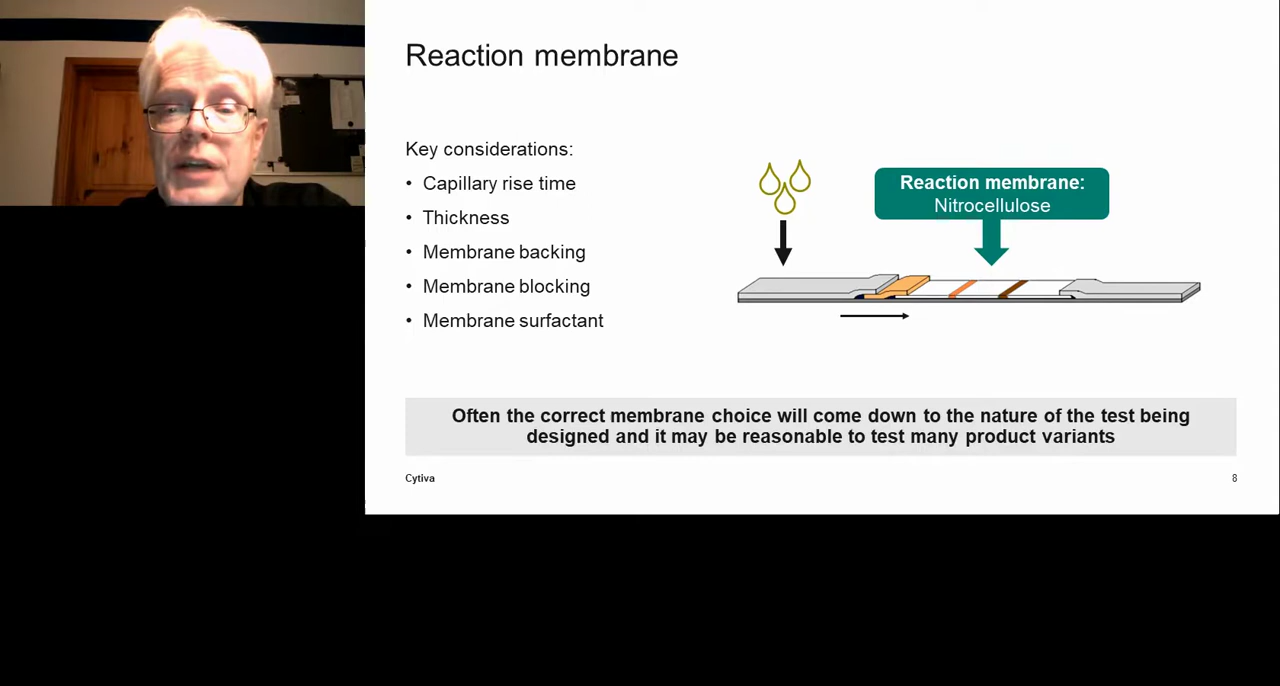 Reaction membrane
Key considerations:
• Capillary rise time
• Thickness
• Membrane backing
• Membrane blocking
• Membrane surfactant
Reaction membrane:
Nitrocellulose
Often the correct membrane choice will come down to the nature of the test being
designed and it may be reasonable to test many product variants
Cytiva
8